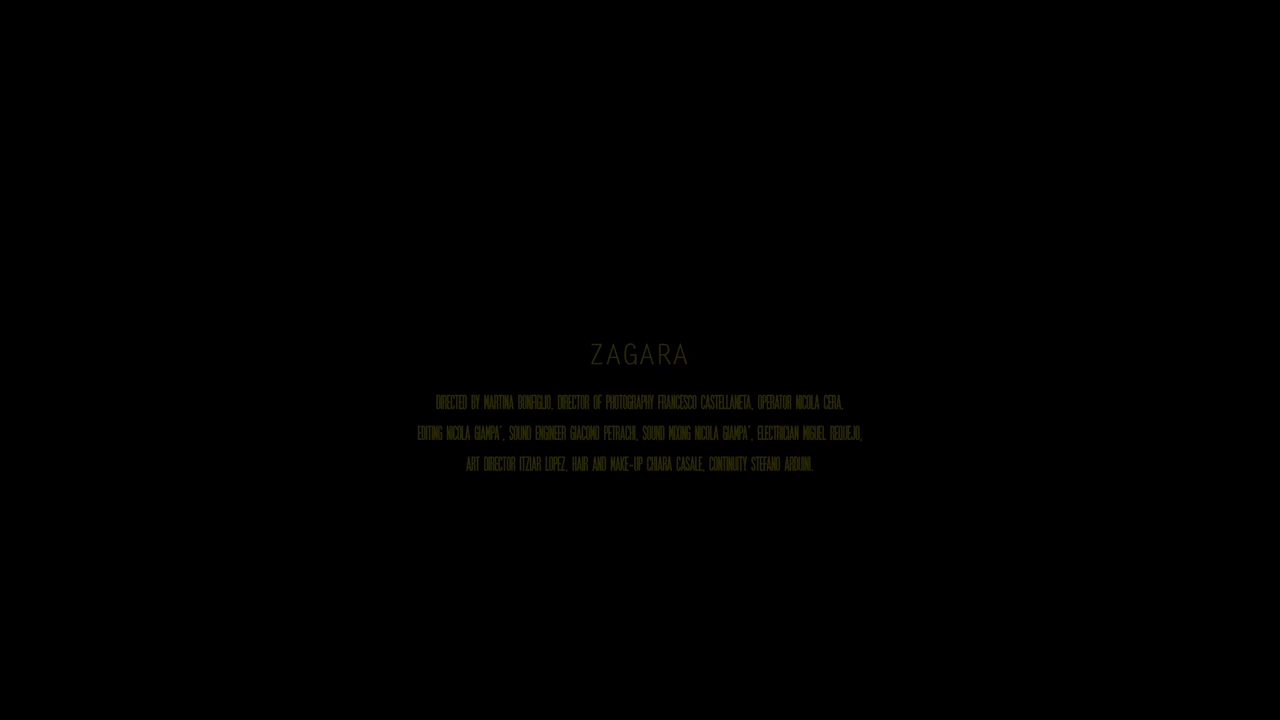 ZAGARA
DIRECTED BY MARTINA BONFIGLIO, DIRECTOR OF PHOTOGRAPHY FRANCESCO CASTELLANETA, OPERATOR NICOLA CERA,
EDITING NICOLA GIAMPA', SOUND ENGINEER GIACOMO PETRACHI, SOUND MIXING NICOLA GIAMPA', ELECTRICIAN MIGUEL REQUEJO,
ART DIRECTOR ITZIAR LOPEZ, HAIR AND MAKE-UP CHIARA CASALE, CONTINUITY STEFANO ARDUINI.